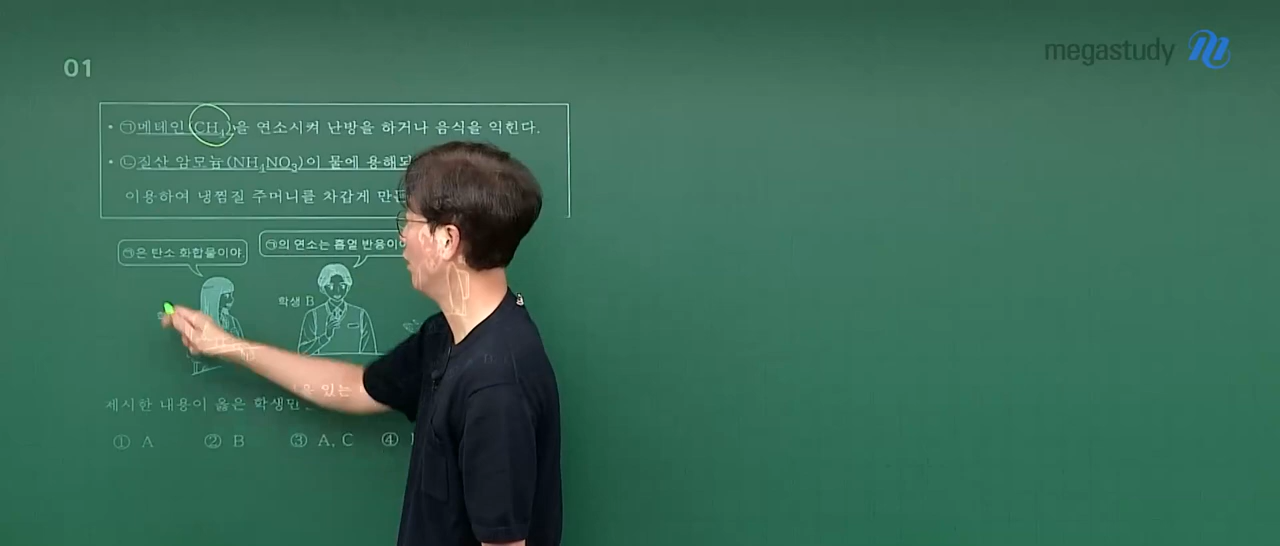 01
megastudy
• ㉠메테인(CH₄)을 연소시켜 난방을 하거나 음식을 익힌다.
• ㉡질산 암모늄(NH₄NO₃)이 물에 용해되
이용하여 냉찜질 주머니를 차갑게 만든
㉠은 탄소 화합물이야.
㉠의 연소는 흡열 반응이야
학생 B
있는
제시한 내용이 옳은 학생만
① A ② B ③ A, C ④